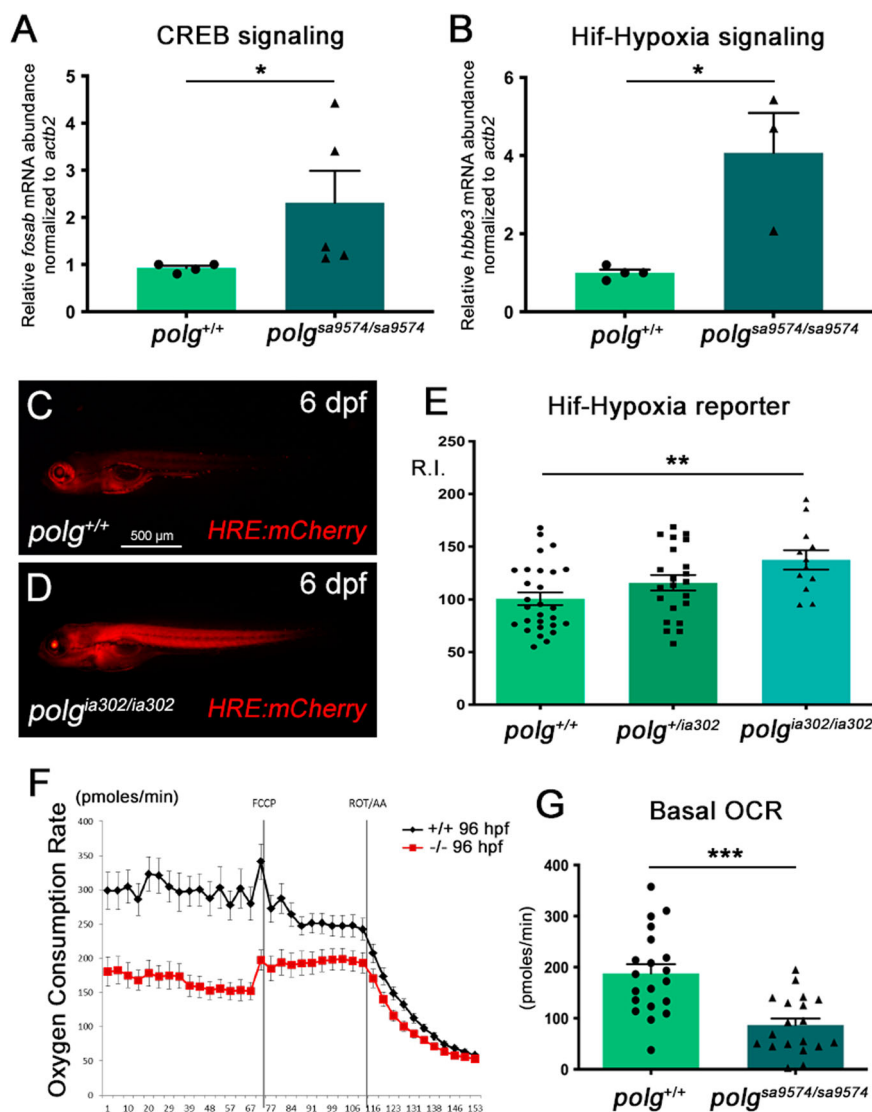 A
CREB signaling
Relative fosab mRNA abundance
normalized to actb2
5
4
3
2
1
0
*
polg+/+
polgsa9574/sa9574
B
Hif-Hypoxia signaling
Relative hbbe3 mRNA abundance
normalized to actb2
6
4
2
0
*
polg+/+
polgsa9574/sa9574
C
6 dpf
polg+/+
500 µm
HRE:mCherry
D
6 dpf
polgia302/ia302
HRE:mCherry
E
Hif-Hypoxia reporter
R.I.
250
200
150
100
50
0
**
polg+/+
polg+/ia302
polgia302/ia302
F
(pmoles/min)
Oxygen Consumption Rate
FCCP
ROT/AA
+/+ 96 hpf
-/- 96 hpf
400
350
300
250
200
150
100
50
0
1 10 20 29 39 48 57 67 77 84 91 99 106 116 123 131 138 146 153
G
Basal OCR
(pmoles/min)
400
300
200
100
0
***
polg+/+
polgsa9574/sa9574